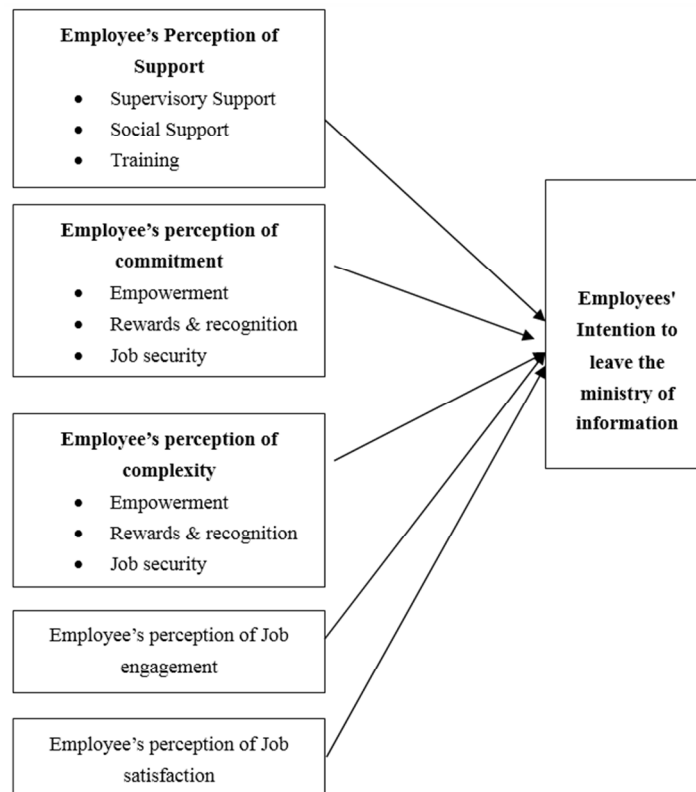 Employee’s Perception of
Support
• Supervisory Support
• Social Support
• Training
Employee’s perception of
commitment
• Empowerment
• Rewards & recognition
• Job security
Employee’s perception of
complexity
• Empowerment
• Rewards & recognition
• Job security
Employee’s perception of Job
engagement
Employee’s perception of Job
satisfaction
Employees'
Intention to
leave the
ministry of
information